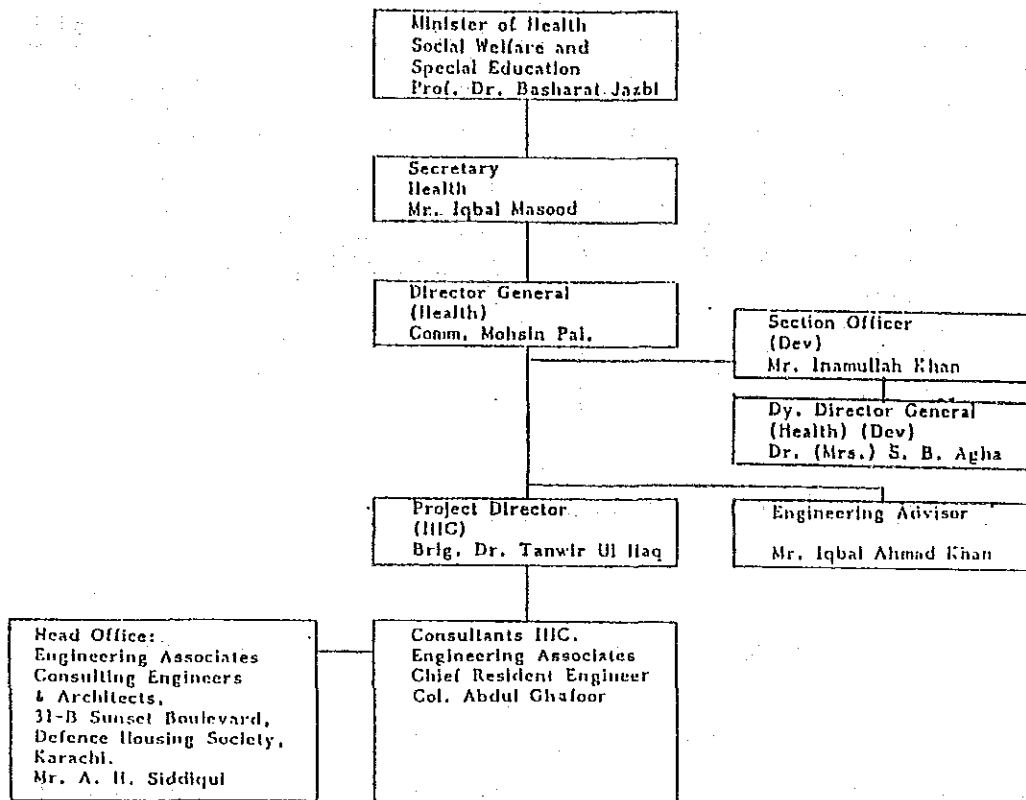 Minister of Health
Social Welfare and
Special Education
Prof. Dr. Basharat Jazbi
Secretary
Health
Mr. Iqbal Masood
Director General
(Health)
Comm. Mohsin Pal.
Section Officer
(Dev)
Mr. Inamullah Khan
Dy. Director General
(Health) (Dev)
Dr. (Mrs.) S. B. Agha
Project Director
(IHC)
Brig. Dr. Tanwir Ul Haq
Engineering Advisor
Mr. Iqbal Ahmad Khan
Head Office:
Engineering Associates
Consulting Engineers
& Architects,
31-B Sunset Boulevard,
Defence Housing Society,
Karachi.
Mr. A. H. Siddiqui
Consultants IHC.
Engineering Associates
Chief Resident Engineer
Col. Abdul Ghafoor